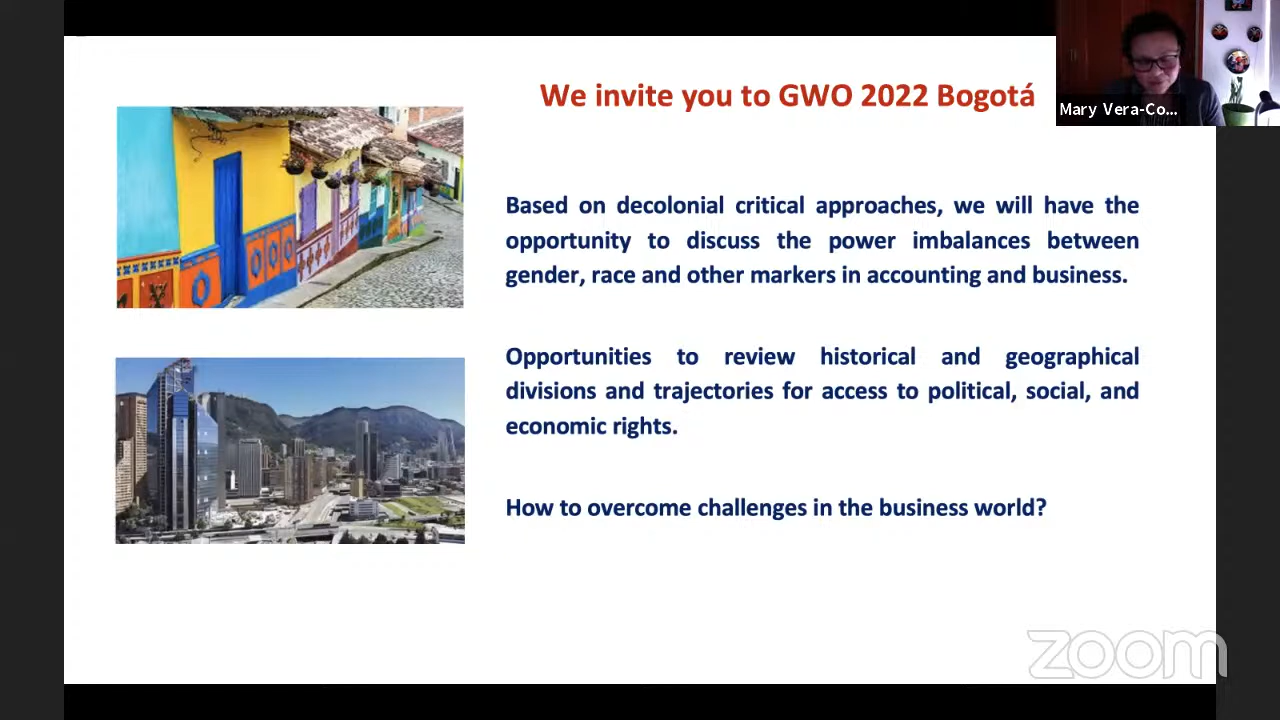 We invite you to GWO 2022 Bogotá
Mary Vera-Co...
Based on decolonial critical approaches, we will have the
opportunity to discuss the power imbalances between
gender, race and other markers in accounting and business.
Opportunities to review historical and geographical
divisions and trajectories for access to political, social, and
economic rights.
How to overcome challenges in the business world?
zoom